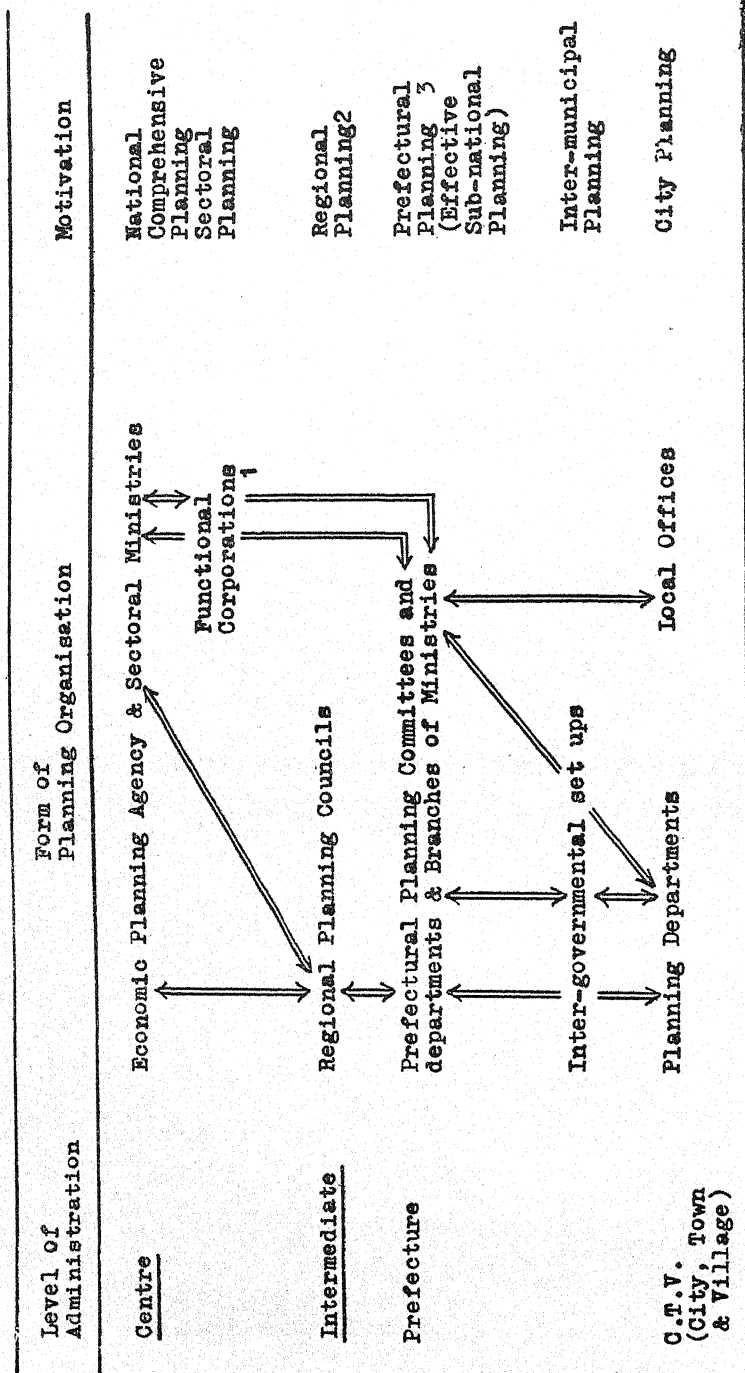 Level of
Administration
Form of
Planning Organisation
Motivation
Centre
Economic Planning Agency & Sectoral Ministries
National
Comprehensive
Planning
Sectoral
Planning
Functional
Corporations 1
Intermediate
Regional Planning Councils
Regional
Planning2
Prefecture
Prefectural Planning Committees and
departments & Branches of Ministries
Prefectural
Planning 3
(Effective
Sub-national
Planning)
Inter-governmental set ups
Inter-municipal
Planning
C.T.V.
(City, Town
& Village)
Planning Departments
Local Offices
City Planning